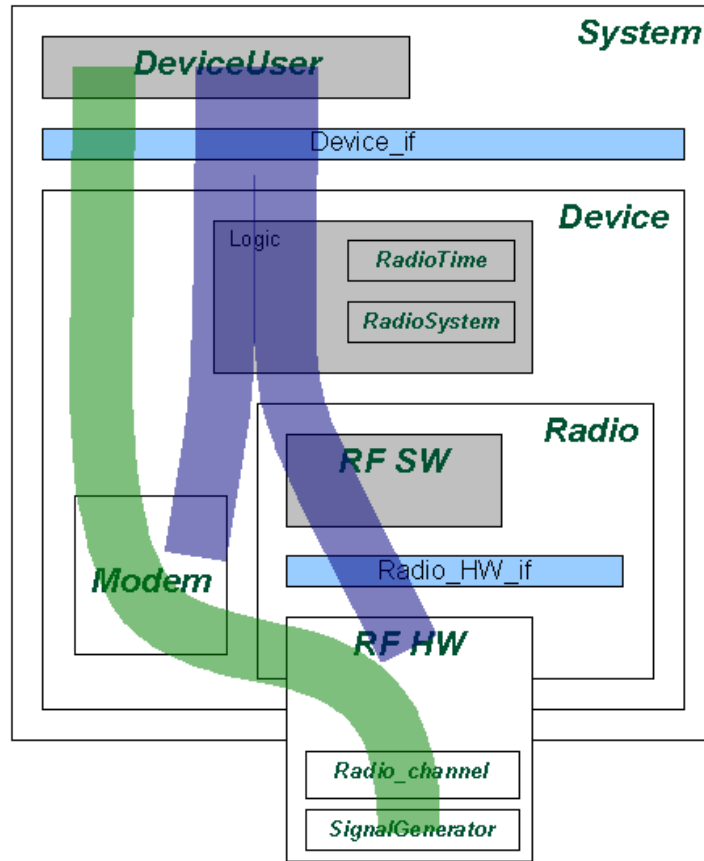 System
DeviceUser
Device_if
Device
Logic
RadioTime
RadioSystem
Radio
RF SW
Radio_HW_if
Modem
RF HW
Radio_channel
SignalGenerator